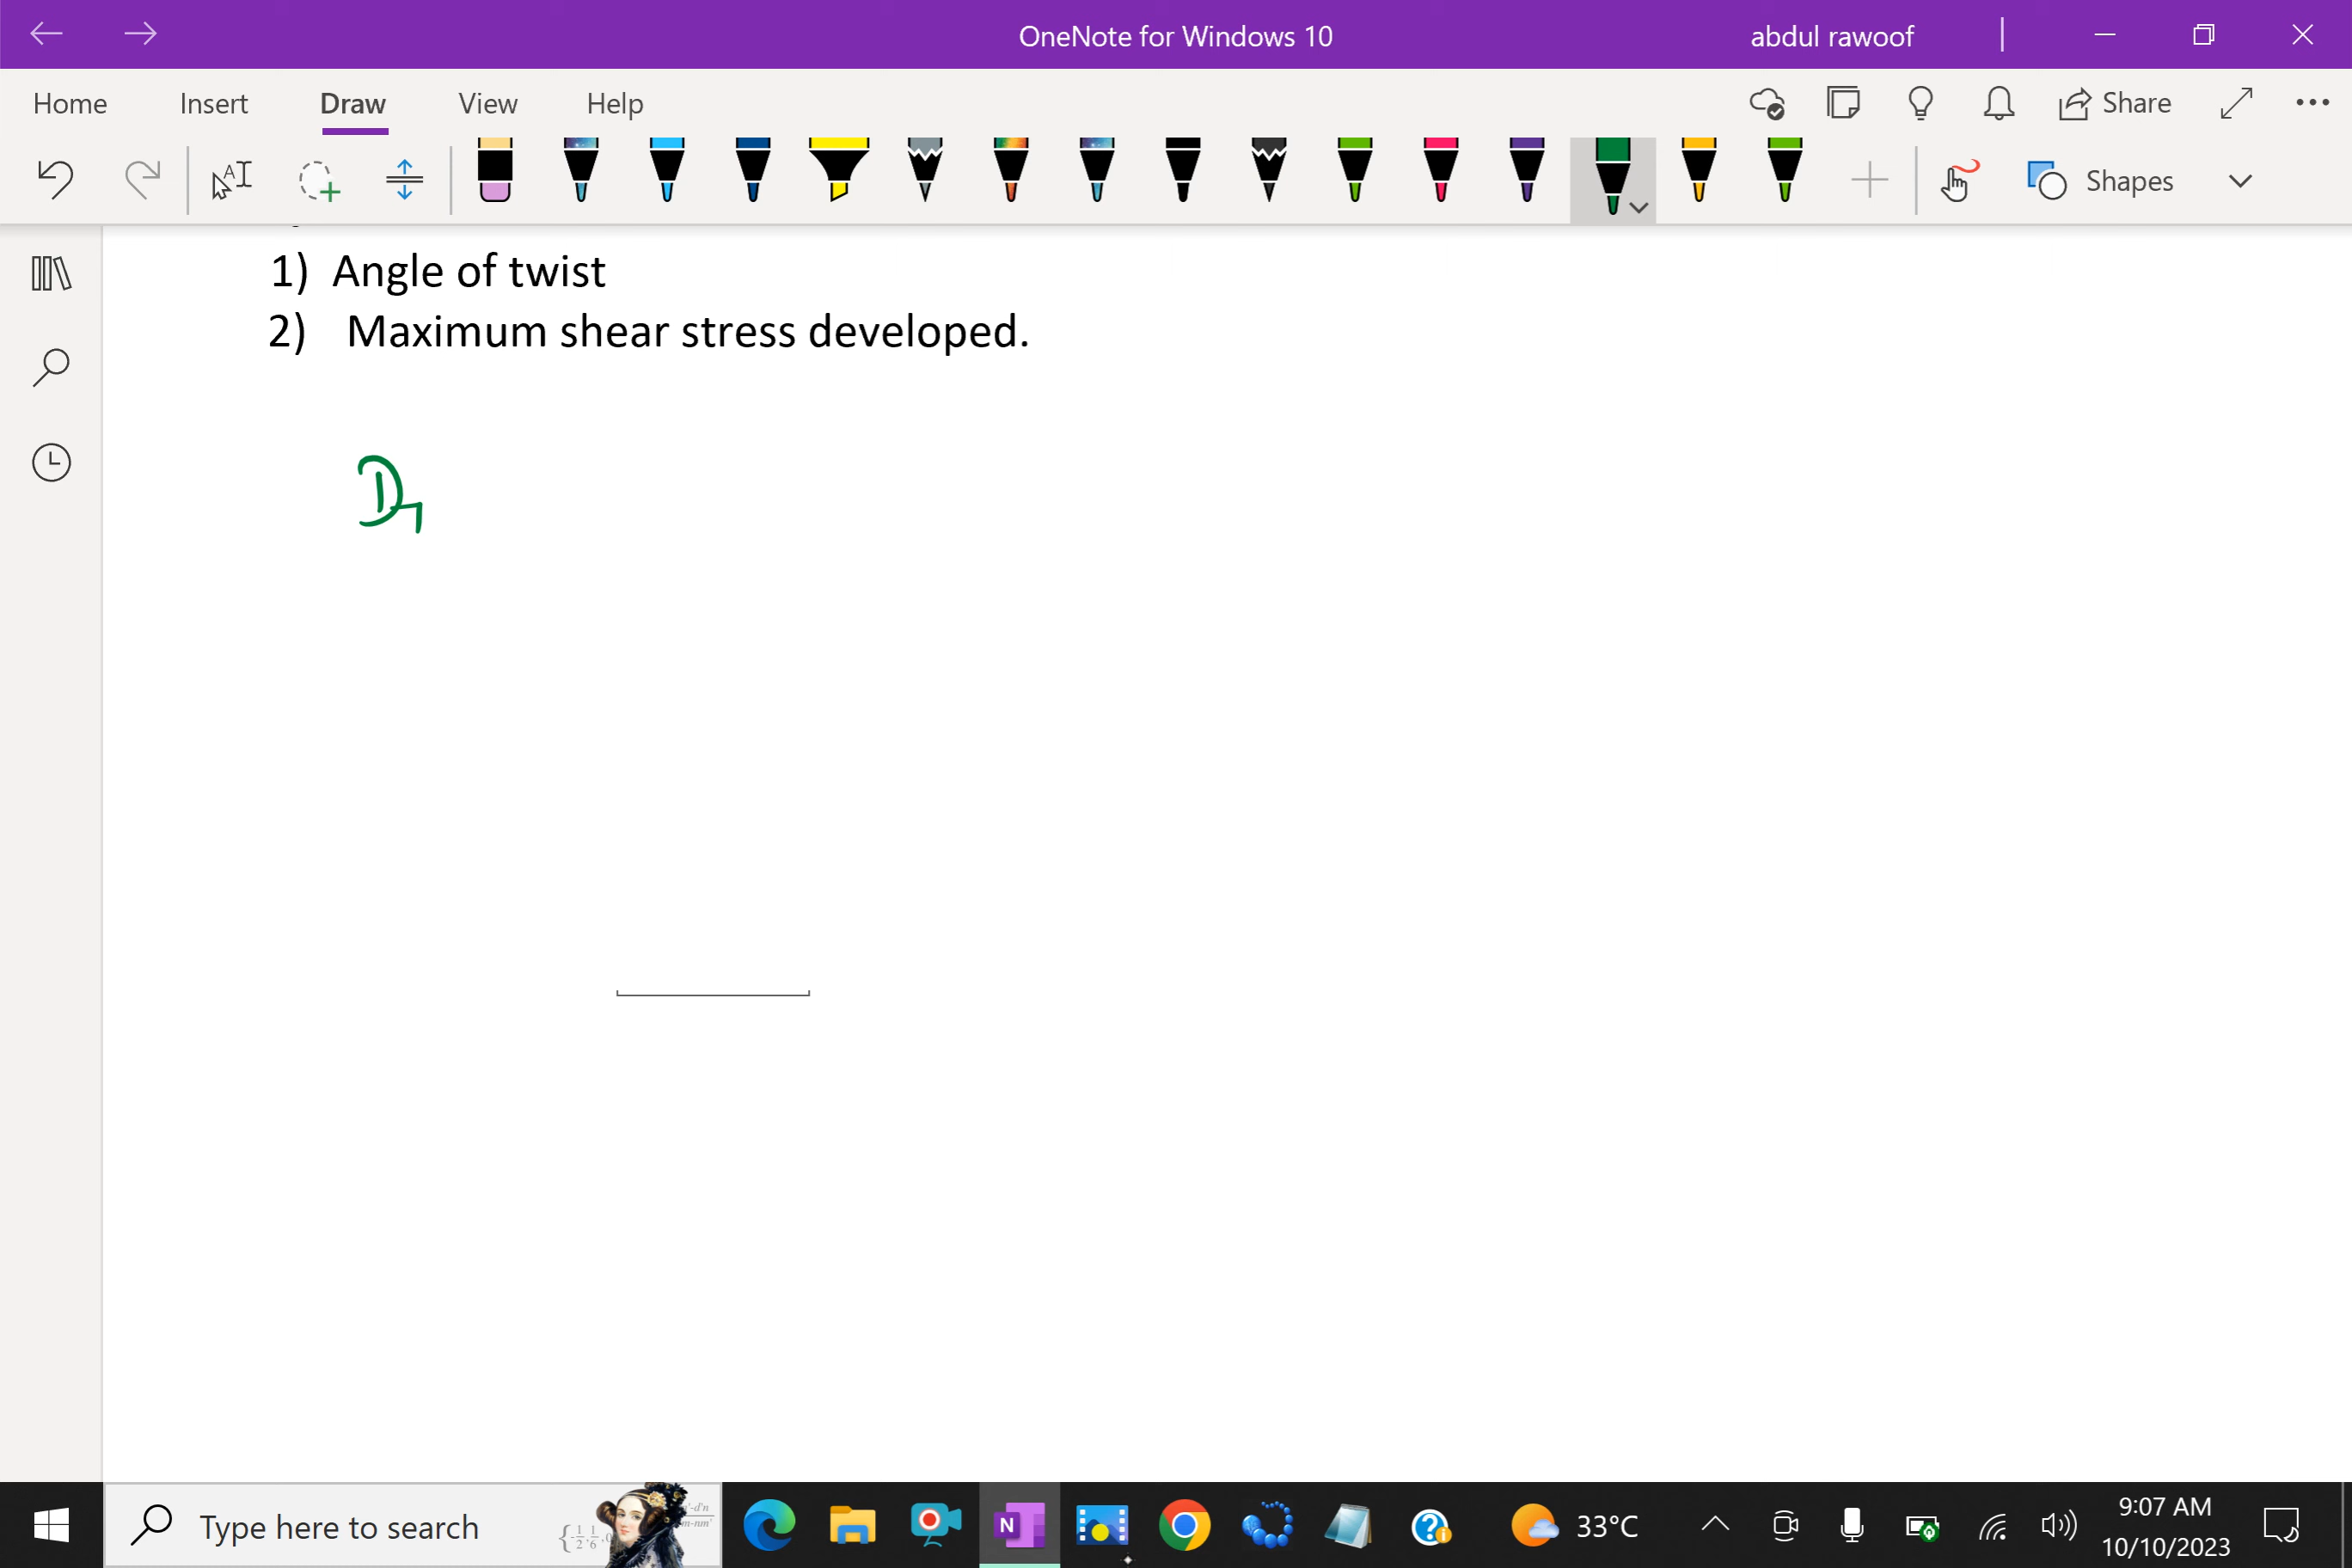 OneNote for Windows 10
abdul rawoof
Home Insert Draw View Help
Share
Shapes
1) Angle of twist
2) Maximum shear stress developed.
D
Type here to search
33°C
9:07 AM
10/10/2023